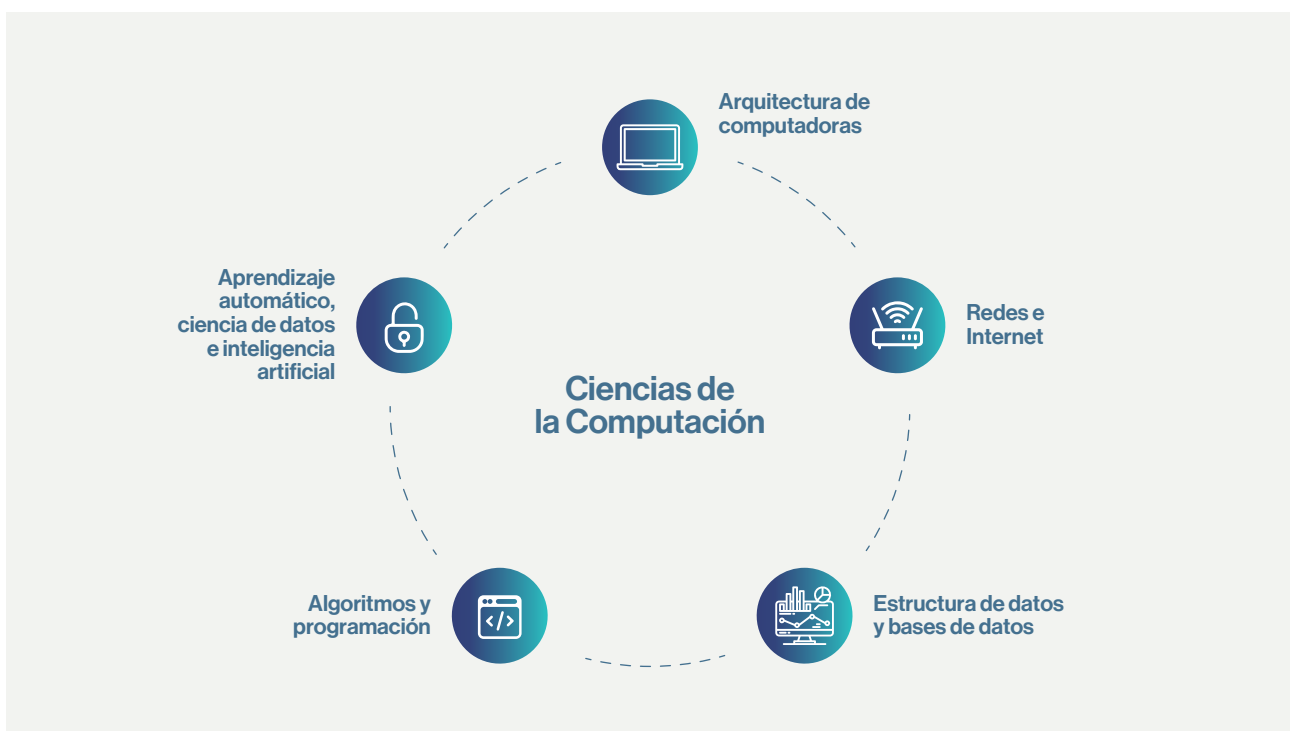 Arquitectura de
computadoras
Aprendizaje
automático,
ciencia de datos
e inteligencia
artificial
Redes e
Internet
Ciencias de
la Computación
Algoritmos y
programación
Estructura de datos
y bases de datos